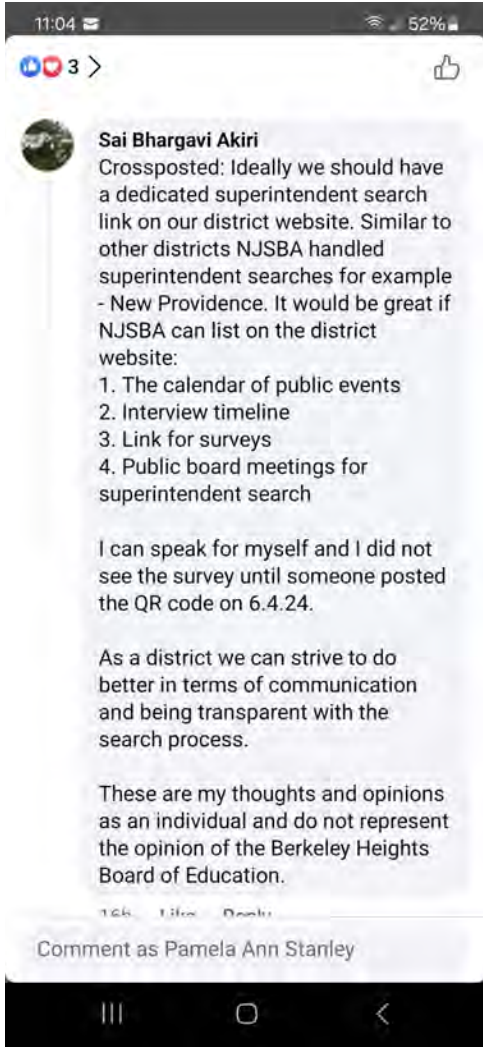 11:04
52%
3 >
Sai Bhargavi Akiri
Crossposted: Ideally we should have
a dedicated superintendent search
link on our district website. Similar to
other districts NJSBA handled
superintendent searches for example
- New Providence. It would be great if
NJSBA can list on the district
website:
1. The calendar of public events
2. Interview timeline
3. Link for surveys
4. Public board meetings for
superintendent search
I can speak for myself and I did not
see the survey until someone posted
the QR code on 6.4.24.
As a district we can strive to do
better in terms of communication
and being transparent with the
search process.
These are my thoughts and opinions
as an individual and do not represent
the opinion of the Berkeley Heights
Board of Education.
16h Like Reply
Comment as Pamela Ann Stanley